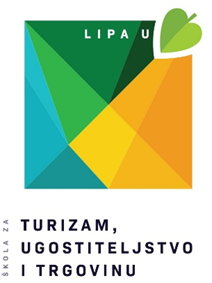 LIPA U
ŠKOLA ZA
TURIZAM,
UGOSTITELJSTVO
I TRGOVINU